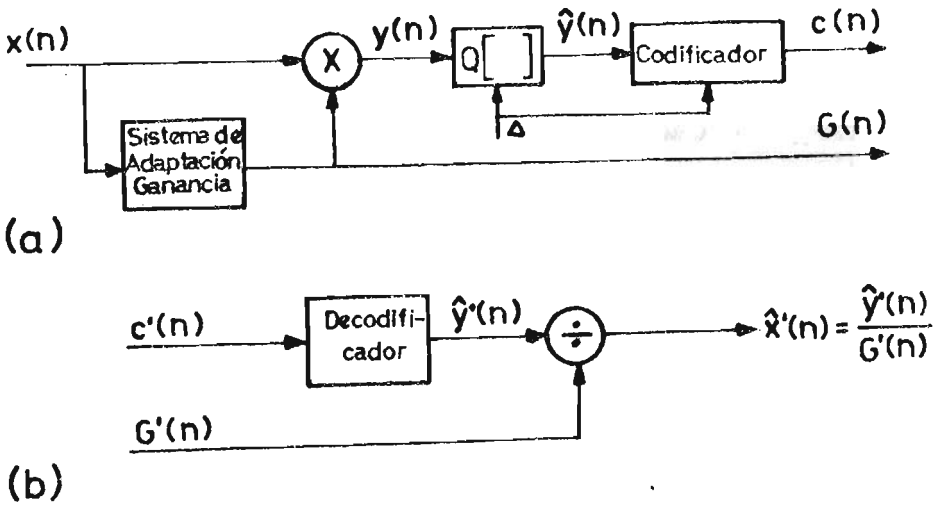 x(n)
X
y(n)
Q[ ]
ŷ(n)
Codificador
c(n)
Δ
Sistema de
Adaptación
Ganancia
G(n)
(a)
c'(n)
Decodifi-
cador
ŷ'(n)
÷
x̂'(n) = ŷ'(n)/G'(n)
G'(n)
(b)